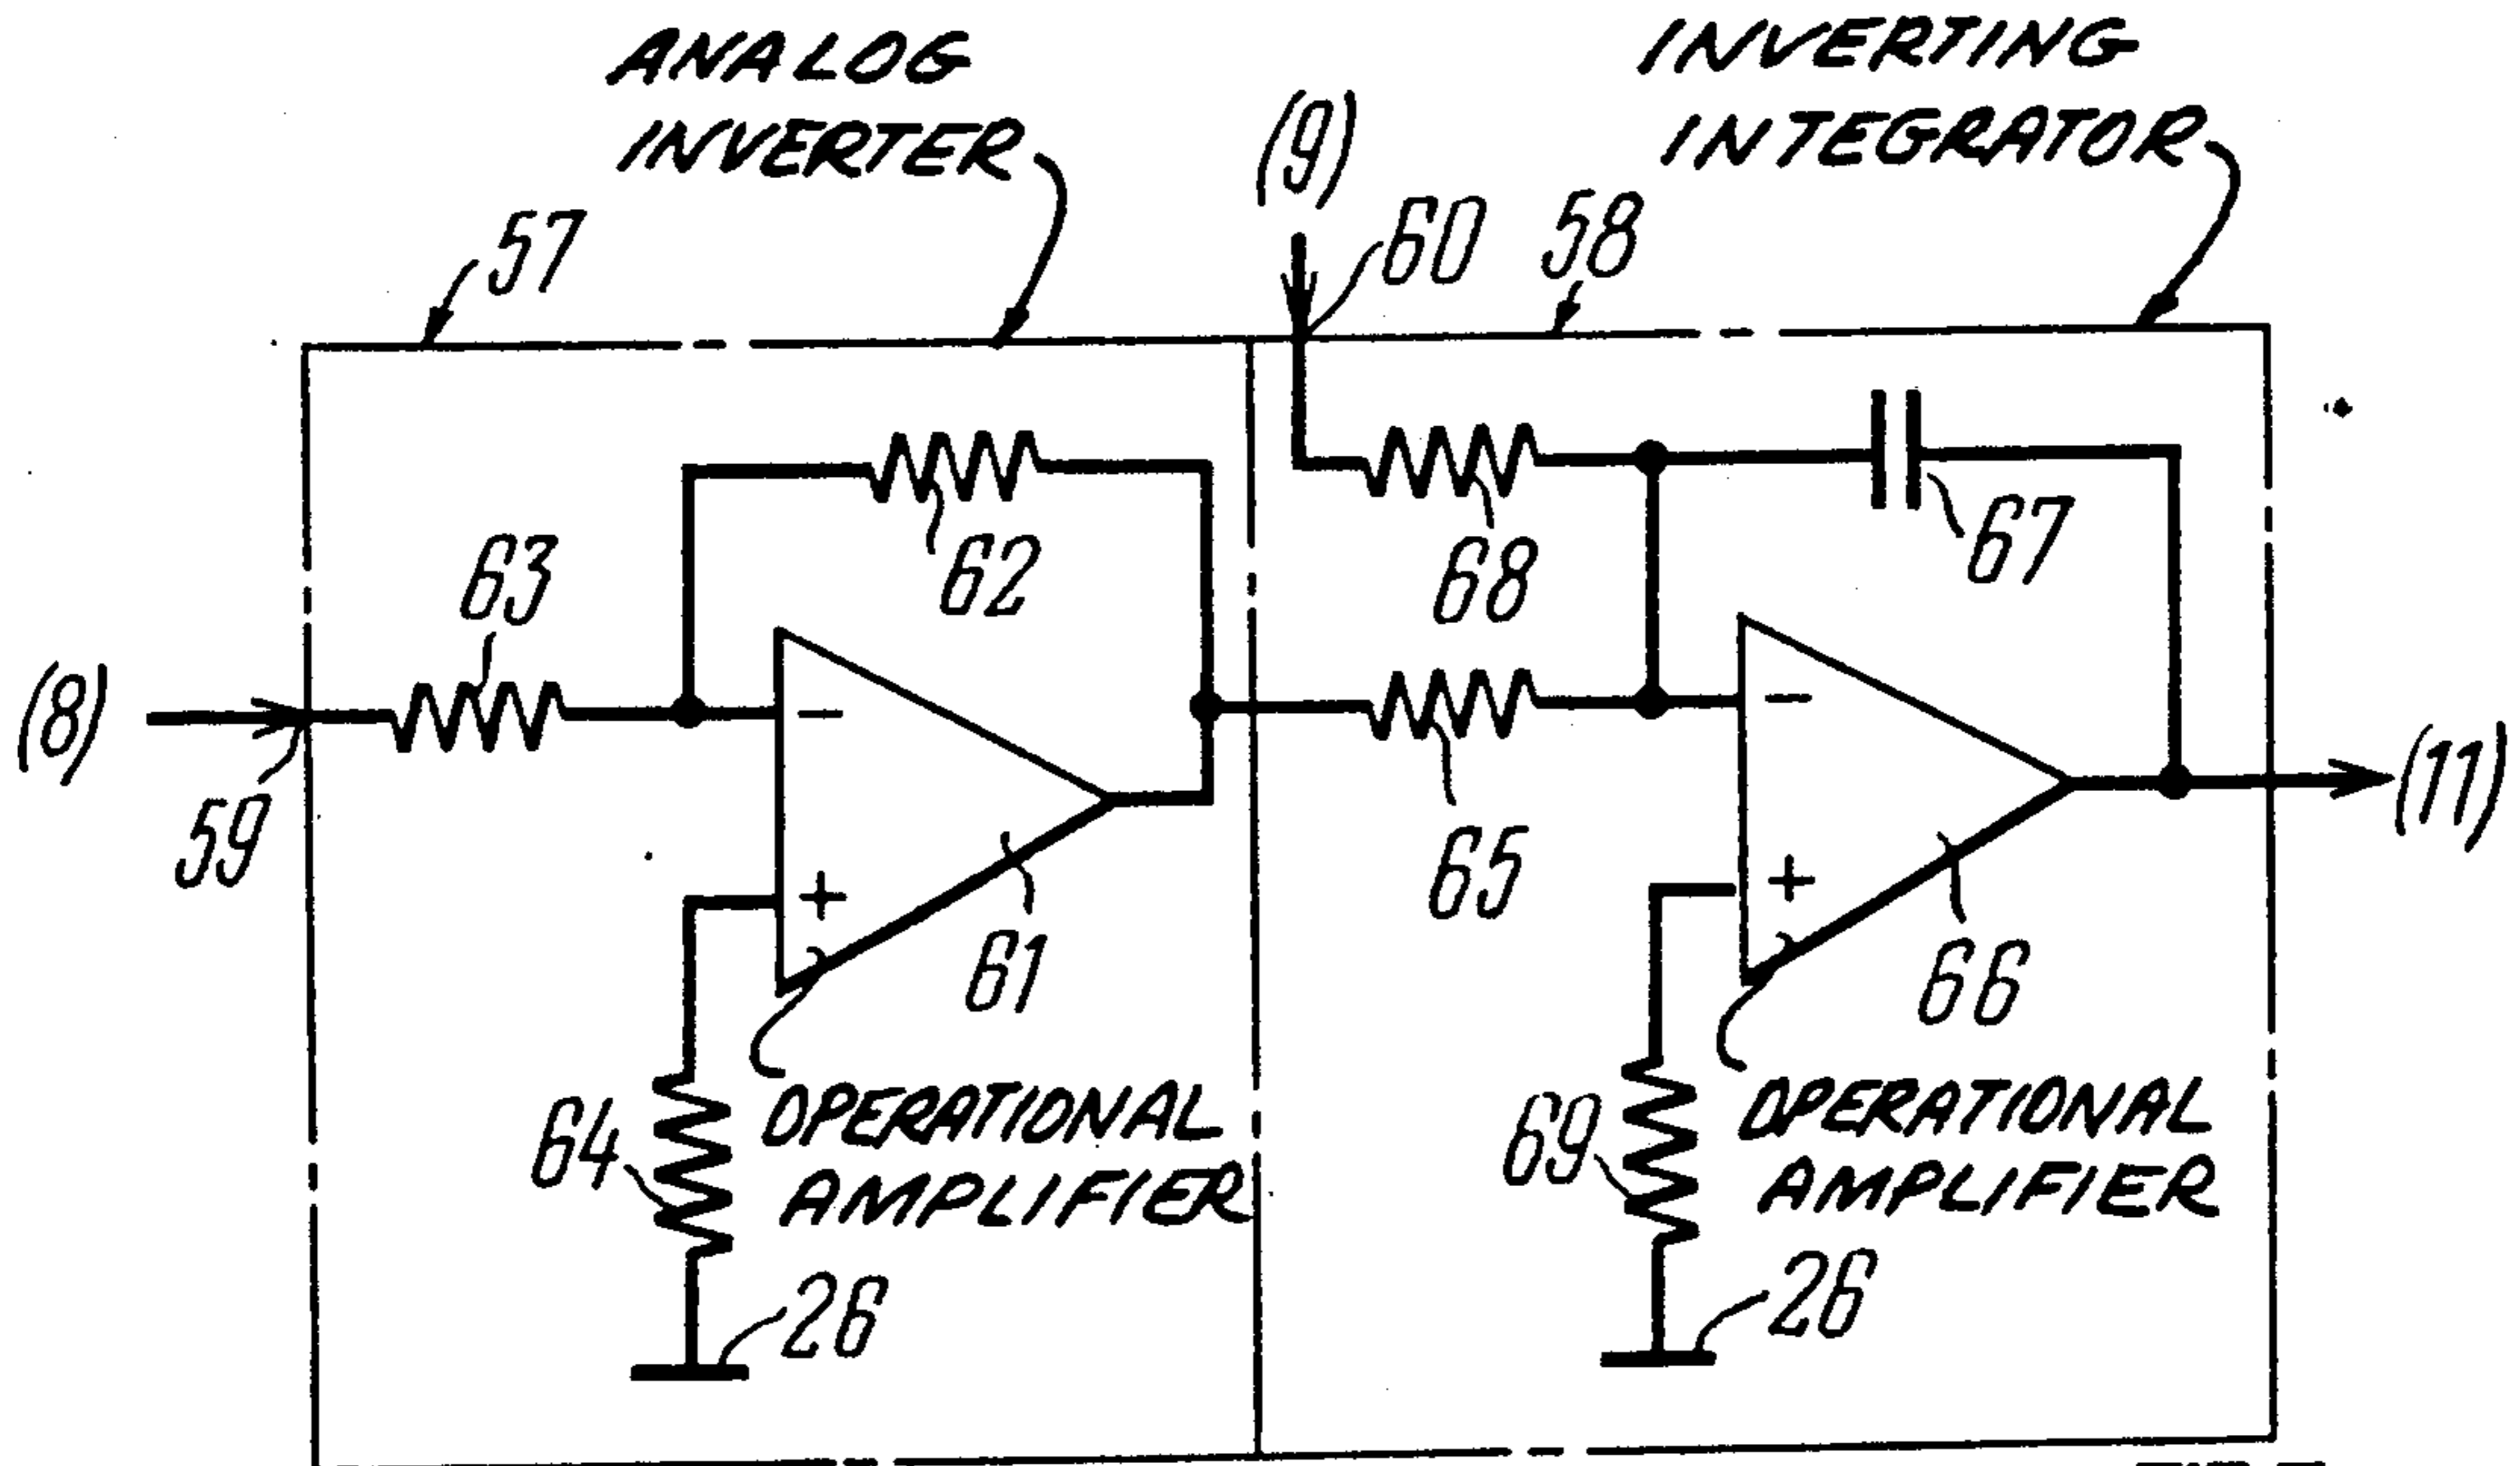 ANALOG
INVERTER
INVERTING
INTEGRATOR
(9)
57
60
58
63
62
68
67
(8)
59
65
(11)
61
66
64
OPERATIONAL
AMPLIFIER
69
OPERATIONAL
AMPLIFIER
26
26